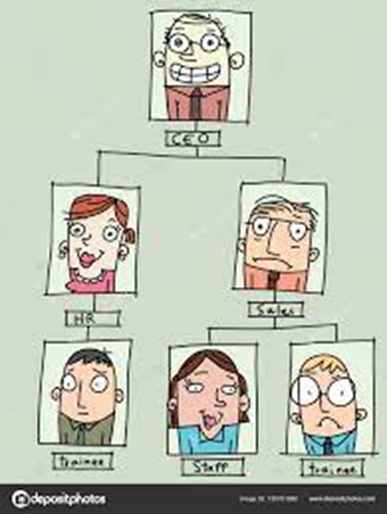 CEO
HR
Sales
trainee
Staff
trainee
depositphotos